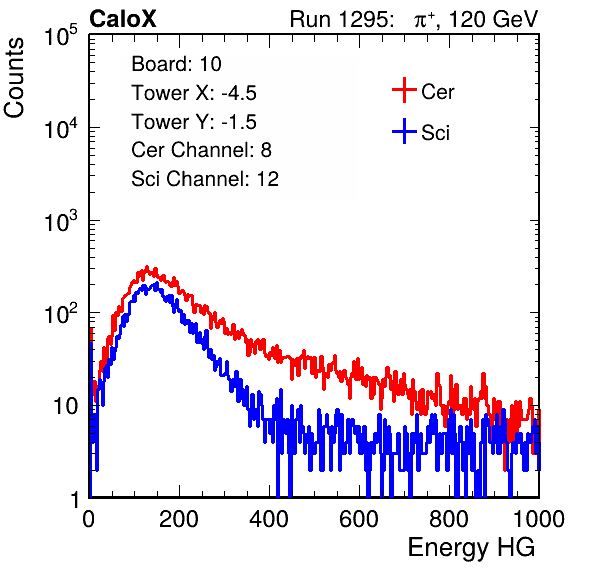 CaloX Run 1295: π⁺, 120 GeV
Counts
10⁵
10⁴
10³
10²
10
1
Board: 10
Tower X: -4.5
Tower Y: -1.5
Cer Channel: 8
Sci Channel: 12
Cer
Sci
0 200 400 600 800 1000
Energy HG